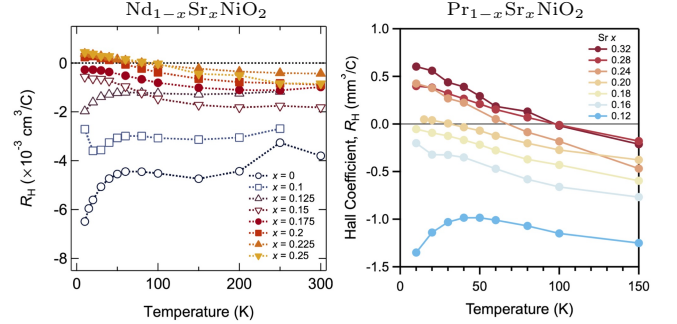 Nd₁₋ₓSrₓNiO₂
0
-2
-4
-6
-8
R_H (×10⁻³ cm³/C)
x = 0
x = 0.1
x = 0.125
x = 0.15
x = 0.175
x = 0.2
x = 0.225
x = 0.25
0 100 200 300
Temperature (K)
Pr₁₋ₓSrₓNiO₂
1.0
0.5
0.0
-0.5
-1.0
-1.5
Hall Coefficient, R_H (mm³/C)
Sr x
0.32
0.28
0.24
0.20
0.18
0.16
0.12
0 50 100 150
Temperature (K)